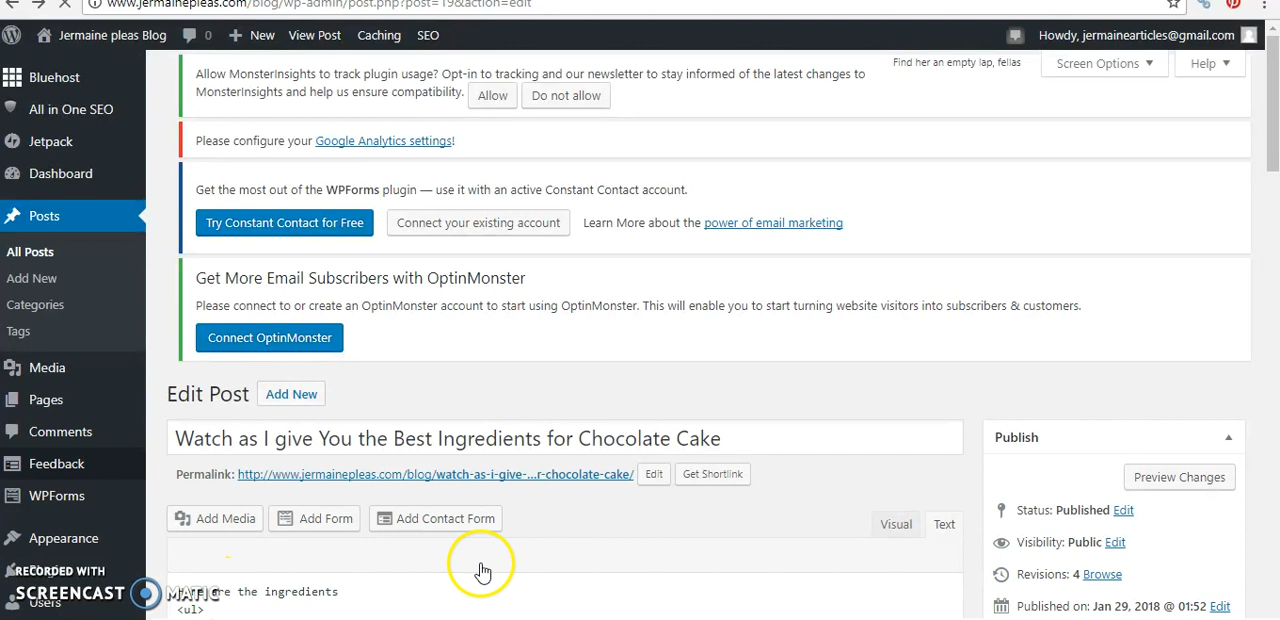 www.jermainepleas.com/blog/wp-admin/post.php?post=19&action=edit
Jermaine pleas Blog 0 New View Post Caching SEO Howdy, jermainearticles@gmail.com
Bluehost
All in One SEO
Jetpack
Dashboard
Posts
All Posts
Add New
Categories
Tags
Media
Pages
Comments
Feedback
WPForms
Appearance
Users
Find her an empty lap, fellas
Screen Options Help
Allow MonsterInsights to track plugin usage? Opt-in to tracking and our newsletter to stay informed of the latest changes to
MonsterInsights and help us ensure compatibility. Allow Do not allow
Please configure your Google Analytics settings!
Get the most out of the WPForms plugin — use it with an active Constant Contact account.
Try Constant Contact for Free Connect your existing account Learn More about the power of email marketing
Get More Email Subscribers with OptinMonster
Please connect to or create an OptinMonster account to start using OptinMonster. This will enable you to start turning website visitors into subscribers & customers.
Connect OptinMonster
Edit Post Add New
Watch as I give You the Best Ingredients for Chocolate Cake
Permalink: http://www.jermainepleas.com/blog/watch-as-i-give-...r-chocolate-cake/ Edit Get Shortlink
Add Media Add Form Add Contact Form Visual Text
are the ingredients
<ul>
Publish
Preview Changes
Status: Published Edit
Visibility: Public Edit
Revisions: 4 Browse
Published on: Jan 29, 2018 @ 01:52 Edit
RECORDED WITH
SCREENCAST MATIC